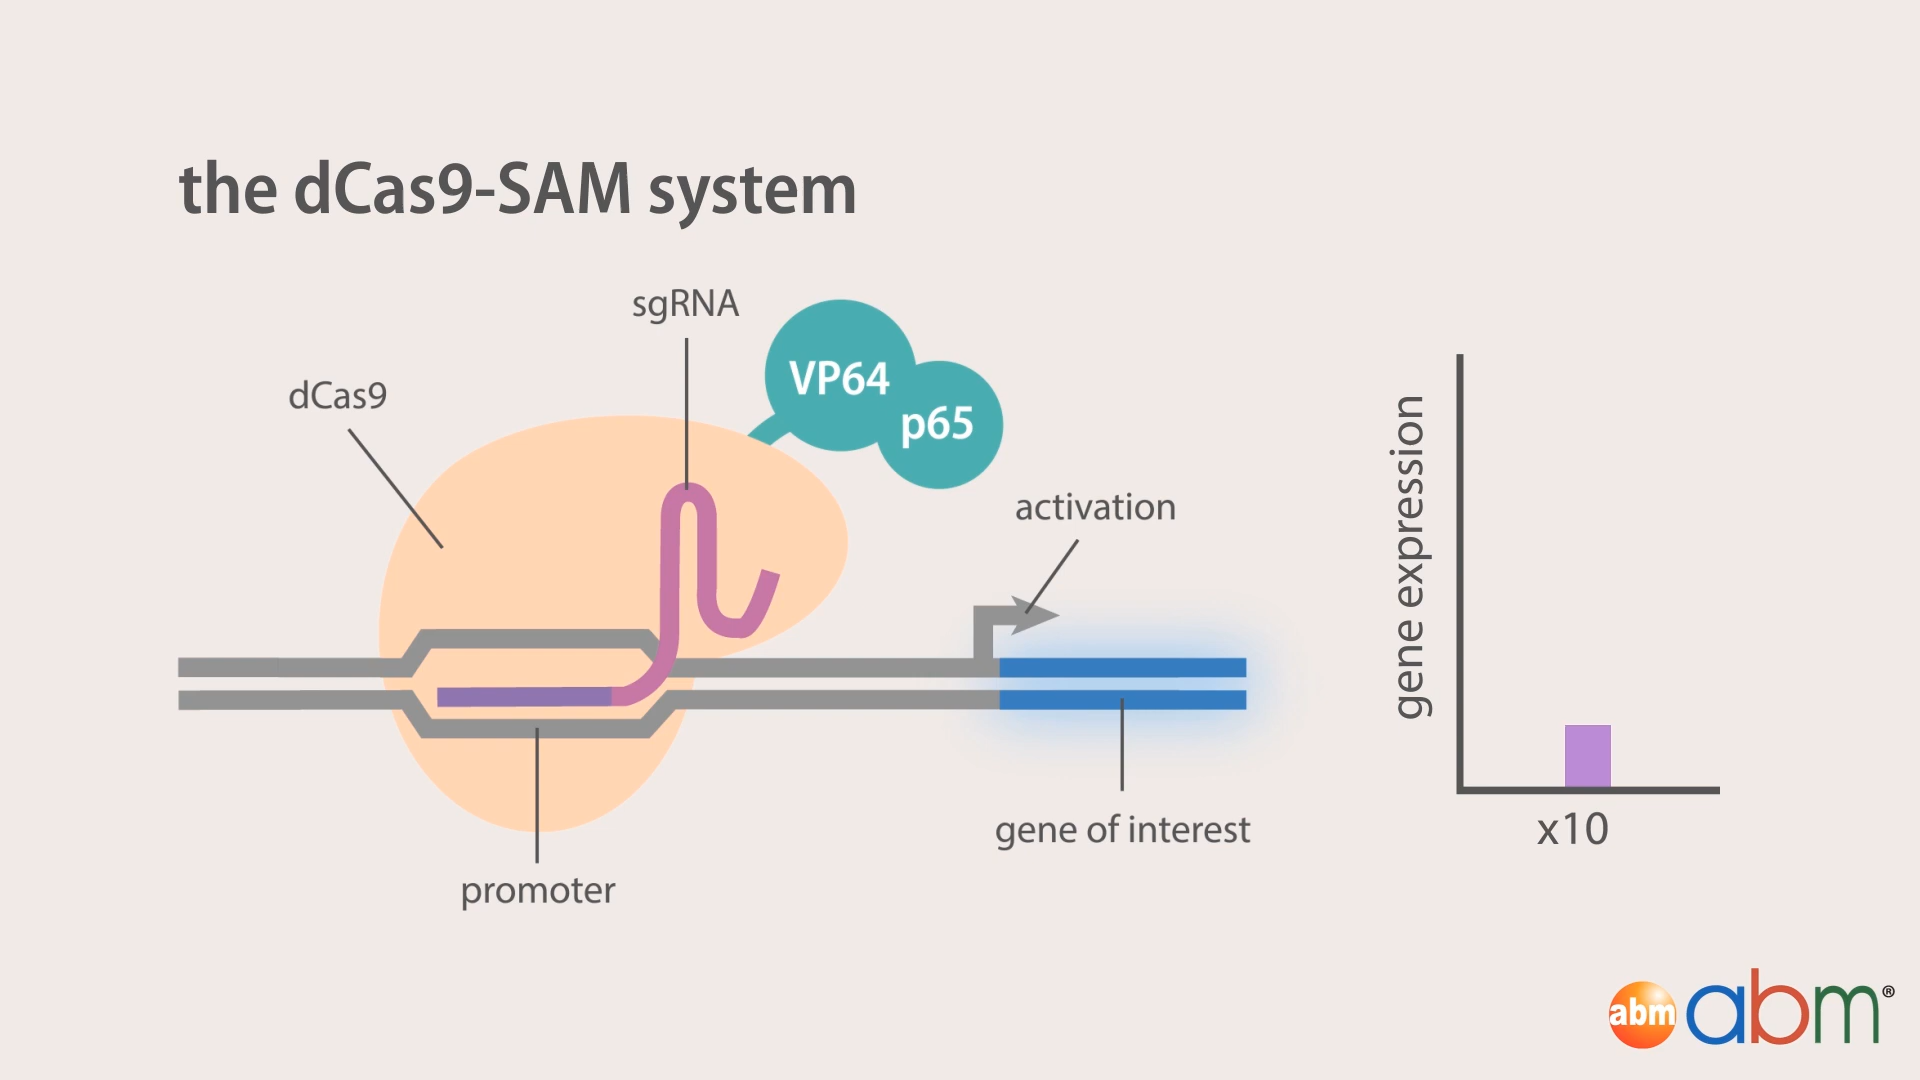 the dCas9-SAM system
sgRNA
dCas9
VP64
p65
activation
gene expression
gene of interest
x10
promoter
abm
abm®